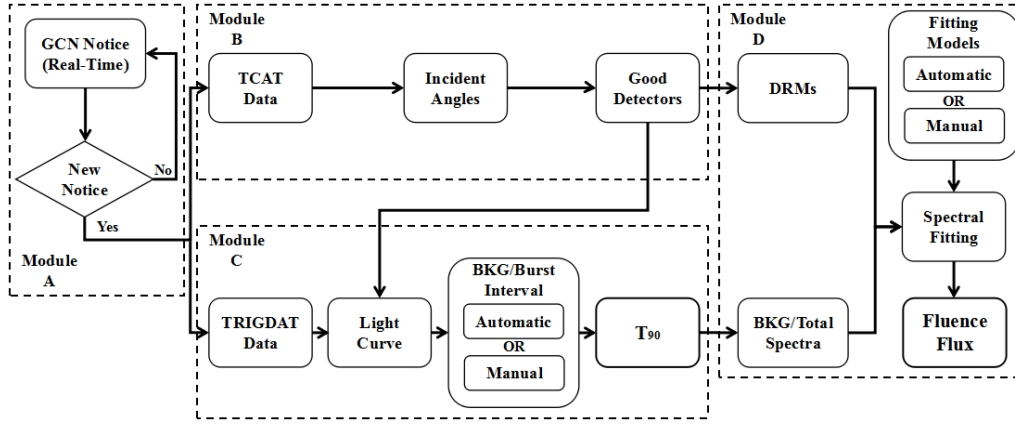 Module
A
GCN Notice
(Real-Time)
New
Notice
No
Yes
Module
B
TCAT
Data
Incident
Angles
Good
Detectors
Module
C
TRIGDAT
Data
Light
Curve
BKG/Burst
Interval
Automatic
OR
Manual
T90
Module
D
DRMs
BKG/Total
Spectra
Fitting
Models
Automatic
OR
Manual
Spectral
Fitting
Fluence
Flux